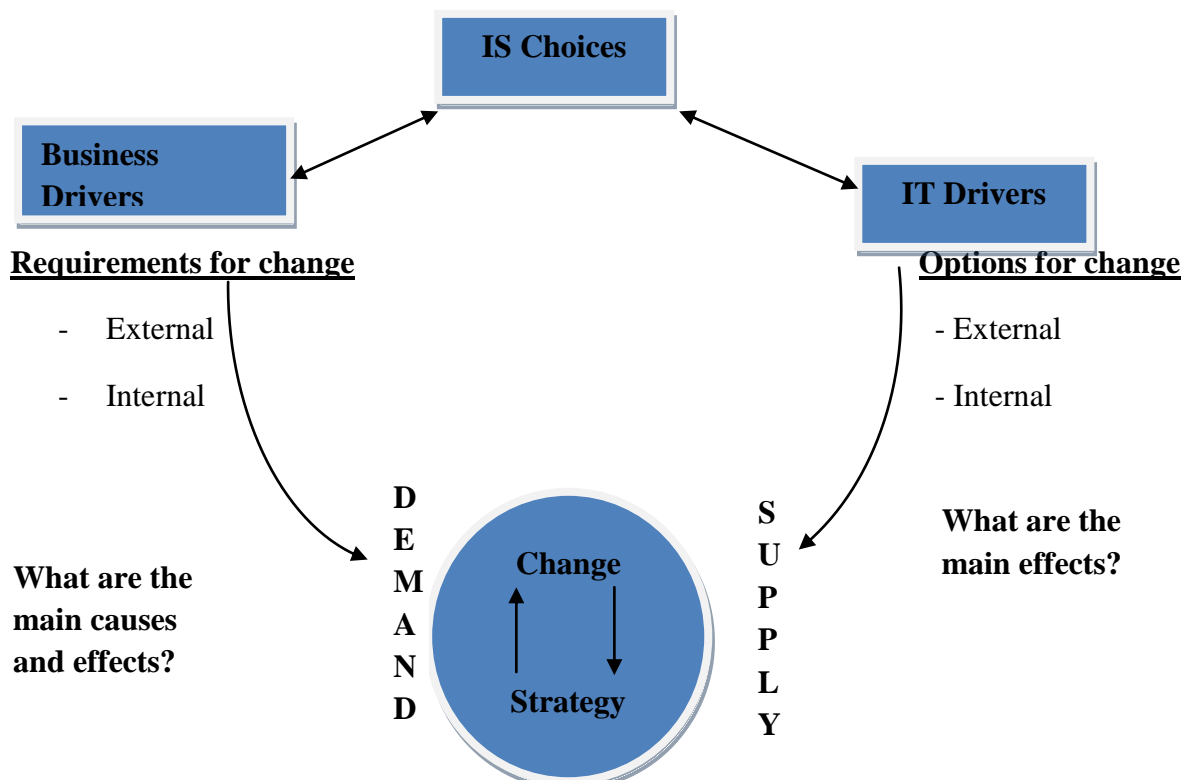 IS Choices
Business
Drivers
IT Drivers
Requirements for change
- External
- Internal
Options for change
- External
- Internal
D
E
M
A
N
D
Change
Strategy
S
U
P
P
L
Y
What are the
main causes
and effects?
What are the
main effects?